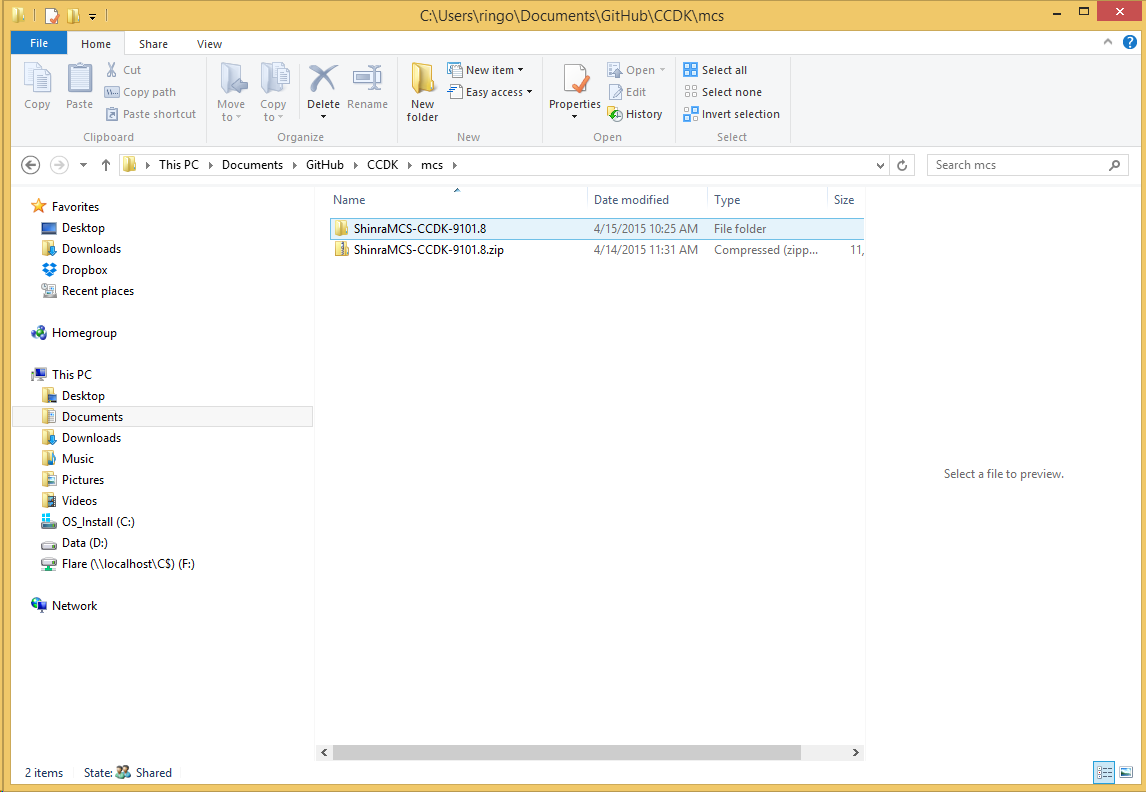 C:\Users\ringo\Documents\GitHub\CCDK\mcs
File Home Share View
Copy
Paste
Cut
Copy path
Paste shortcut
Clipboard
Move to
Copy to
Delete
Rename
Organize
New folder
New item
Easy access
New
Properties
Open
Edit
History
Open
Select all
Select none
Invert selection
Select
This PC Documents GitHub CCDK mcs
Search mcs
Favorites
Desktop
Downloads
Dropbox
Recent places
Homegroup
This PC
Desktop
Documents
Downloads
Music
Pictures
Videos
OS_Install (C:)
Data (D:)
Flare (\\localhost\C$) (F:)
Network
Name Date modified Type Size
ShinraMCS-CCDK-9101.8 4/15/2015 10:25 AM File folder
ShinraMCS-CCDK-9101.8.zip 4/14/2015 11:31 AM Compressed (zipp... 11,
Select a file to preview.
2 items State: Shared